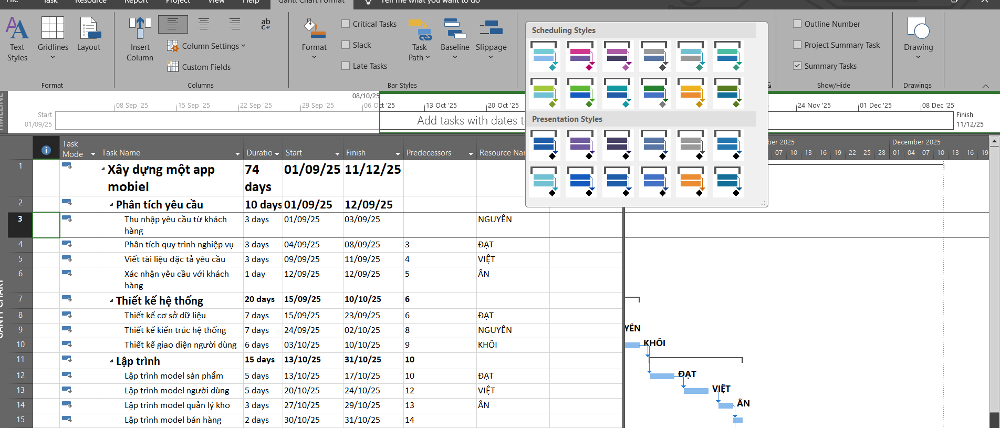 File Task Resource Report Project View Help Gantt Chart Format Tell me what you want to do
Text Styles
Gridlines
Layout
Format
Insert Column
Column Settings
Custom Fields
Columns
ab
c
Format
Critical Tasks
Slack
Late Tasks
Task Path
Baseline
Slippage
Bar Styles
Scheduling Styles
Presentation Styles
Outline Number
Project Summary Task
Summary Tasks
Show/Hide
Drawing
Drawings
TIMELINE
08/10/25
08 Sep '25 15 Sep '25 22 Sep '25 29 Sep '25 06 Oct '25 13 Oct '25 20 Oct '25 24 Nov '25 01 Dec '25 08 Dec '25
Start
01/09/25
Add tasks with dates to
Finish
11/12/25
Task Mode Task Name Duratio Start Finish Predecessors Resource Nar
ber 2025 December 2025
07 10 13 16 19 22 25 28 01 04 07 10 13 16 19
1 Xây dựng một app mobiel 74 days 01/09/25 11/12/25
2 Phân tích yêu cầu 10 days 01/09/25 12/09/25
3 Thu nhập yêu cầu từ khách hàng 3 days 01/09/25 03/09/25 NGUYÊN
4 Phân tích quy trình nghiệp vụ 3 days 04/09/25 08/09/25 3 ĐẠT
5 Viết tài liệu đặc tả yêu cầu 3 days 09/09/25 11/09/25 4 VIỆT
6 Xác nhận yêu cầu với khách hàng 1 day 12/09/25 12/09/25 5 ÂN
7 Thiết kế hệ thống 20 days 15/09/25 10/10/25 6
8 Thiết kế cơ sở dữ liệu 7 days 15/09/25 23/09/25 6 ĐẠT
9 Thiết kế kiến trúc hệ thống 7 days 24/09/25 02/10/25 8 NGUYÊN YÊN
10 Thiết kế giao diện người dùng 6 days 03/10/25 10/10/25 9 KHÔI KHÔI
11 Lập trình 15 days 13/10/25 31/10/25 10
12 Lập trình model sản phẩm 5 days 13/10/25 17/10/25 10 ĐẠT ĐẠT
13 Lập trình model người dùng 5 days 20/10/25 24/10/25 12 VIỆT VIỆT
14 Lập trình model quản lý kho 3 days 27/10/25 29/10/25 13 ÂN ÂN
15 Lập trình model bán hàng 2 days 30/10/25 31/10/25 14
GANTT CHART